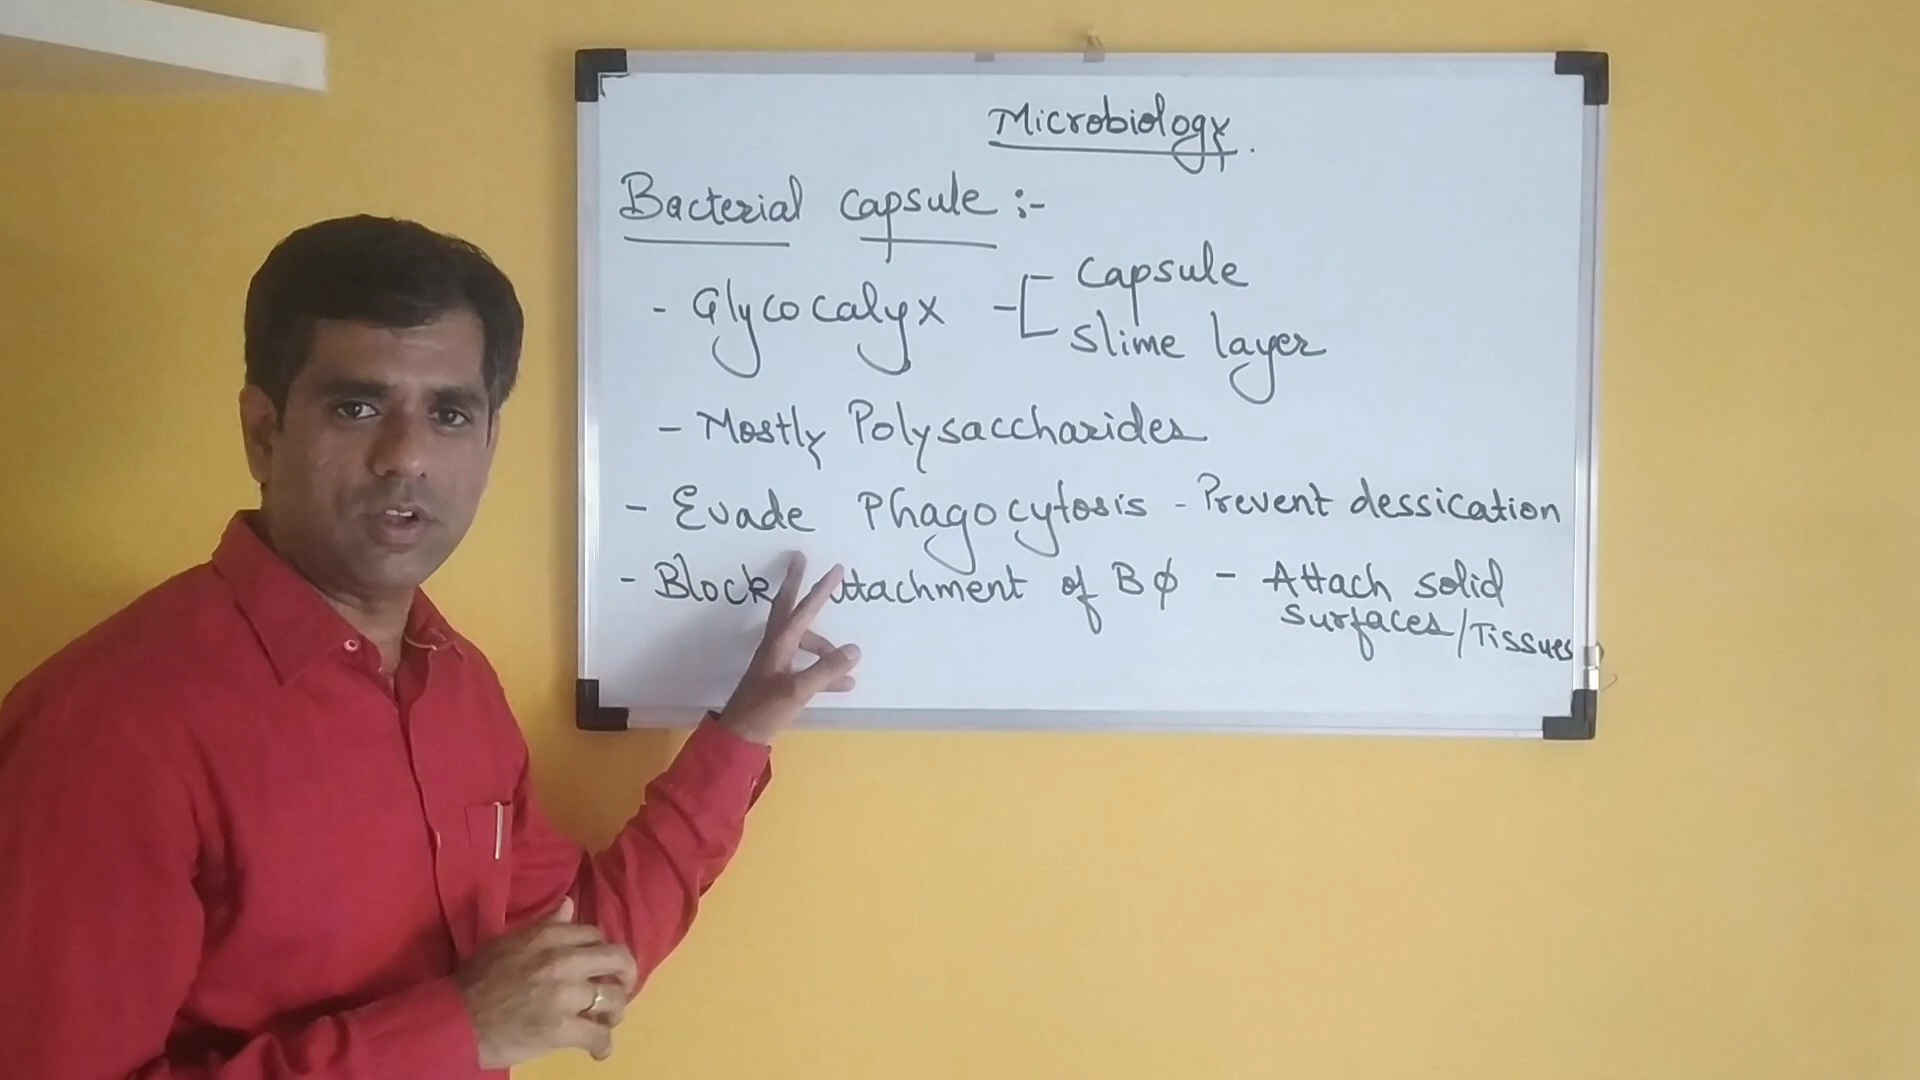 Microbiology.
Bacterial capsule :-
- Glycocalyx -[ capsule
slime layer
- Mostly Polysaccharides
- Evade Phagocytosis - Prevent dessication
- Block attachment of Bϕ - Attach solid
surfaces/Tissues